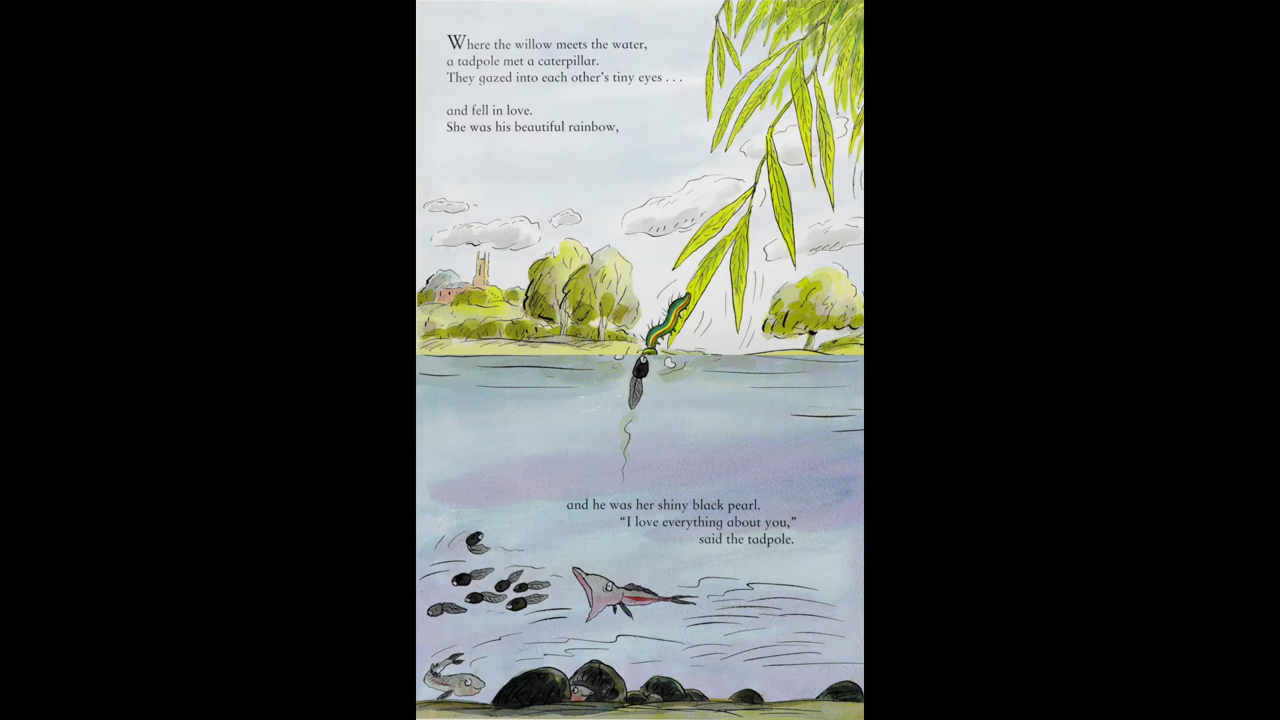 Where the willow meets the water,
a tadpole met a caterpillar.
They gazed into each other's tiny eyes . . .
and fell in love.
She was his beautiful rainbow,
and he was her shiny black pearl.
“I love everything about you,”
said the tadpole.